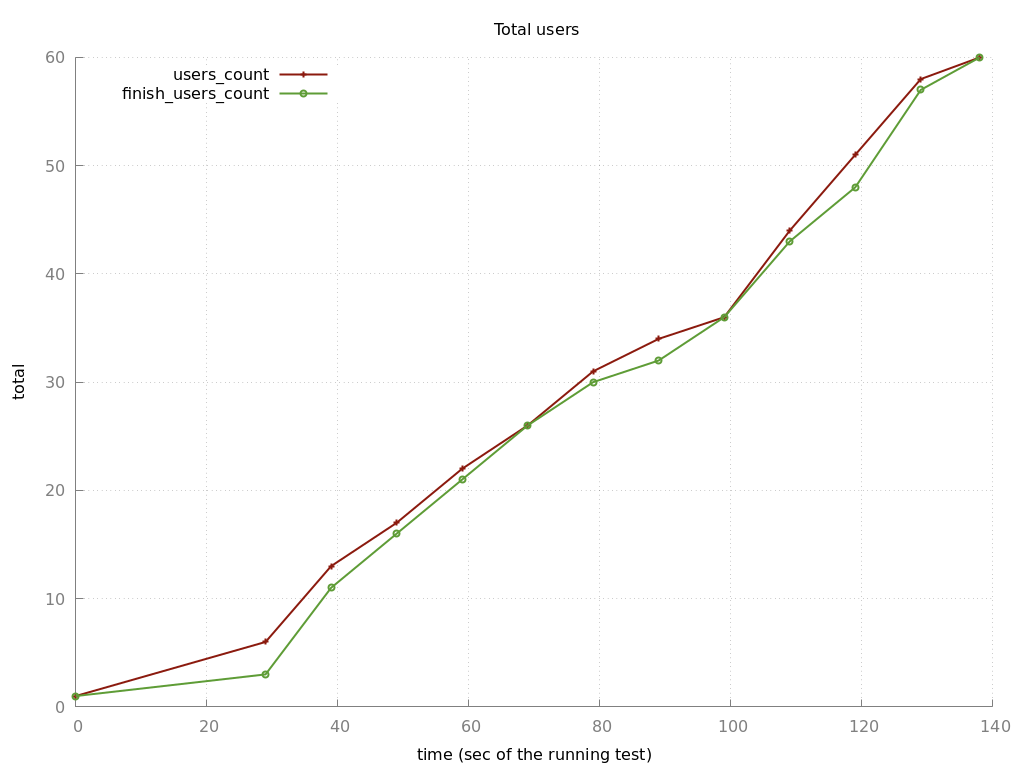 Total users
users_count
finish_users_count
60
50
40
30
20
10
0
total
0 20 40 60 80 100 120 140
time (sec of the running test)